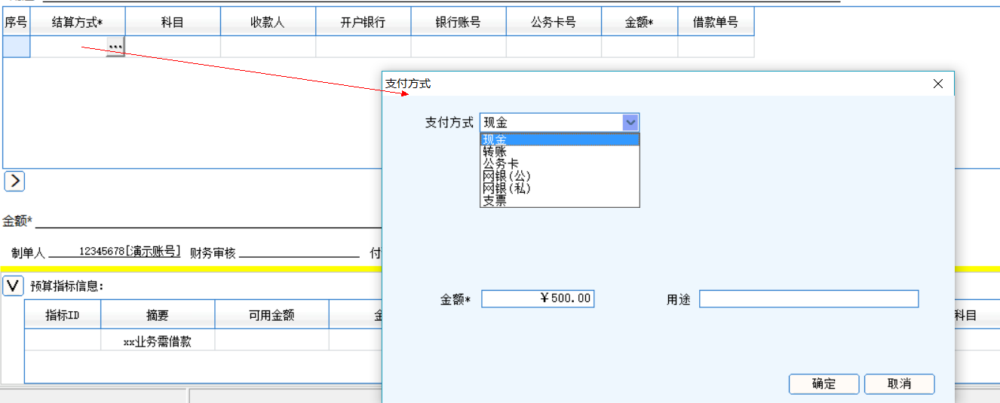 序号 结算方式* 科目 收款人 开户银行 银行账号 公务卡号 金额* 借款单号
...
支付方式
支付方式 现金
现金
转账
公务卡
网银(公)
网银(私)
支票
金额*
制单人 12345678[演示账号] 财务审核 付
预算指标信息:
指标ID 摘要 可用金额 金 科目
xx业务需借款
金额* ¥500.00 用途
确定 取消